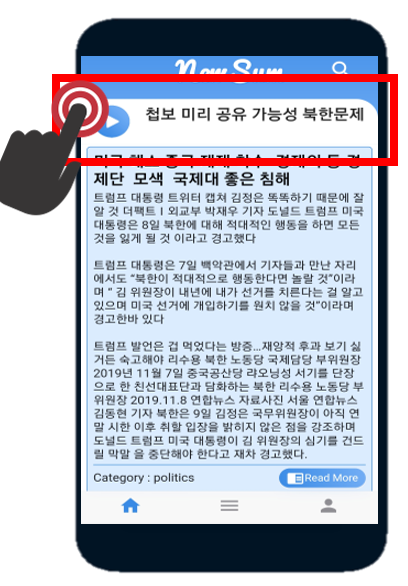 NewSum
첩보 미리 공유 가능성 북한문제
미국 중국 제재 등 경
제단 모색 국제대 좋은 침해
트럼프 대통령 트위터 캡쳐 김정은 똑똑하기 때문에 잘
알 것 더팩트 l 외교부 박재우 기자 도널드 트럼프 미국
대통령은 8일 북한에 대해 적대적인 행동을 하면 모든
것을 잃게 될 것 이라고 경고했다
트럼프 대통령은 7일 백악관에서 기자들과 만난 자리
에서도 “북한이 적대적으로 행동한다면 놀랄 것”이라
며 “ 김 위원장이 내년에 내가 선거를 치른다는 걸 알고
있으며 미국 선거에 개입하기를 원치 않을 것”이라며
경고한바 있다
트럼프 발언은 겁 먹었다는 방증…재앙적 후과 보기 싫
거든 숙고해야 리수용 북한 노동당 국제담당 부위원장
2019년 11월 7일 중국공산당 랴오닝성 서기를 단장
으로 한 친선대표단과 담화하는 북한 리수용 노동당 부
위원장 2019.11.8 연합뉴스 자료사진 서울 연합뉴스
김동현 기자 북한은 9일 김정은 국무위원장이 아직 연
말 시한 이후 취할 입장을 밝히지 않은 점을 강조하며
도널드 트럼프 미국 대통령이 김 위원장의 심기를 건드
릴 막말 을 중단해야 한다고 재차 경고했다.
Category : politics
Read More